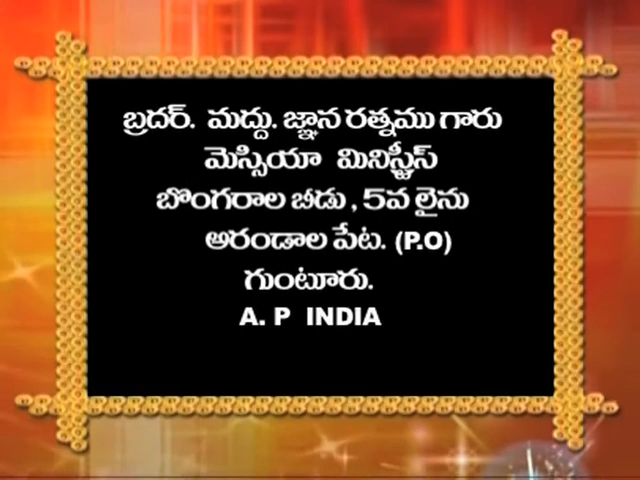 బ్రదర్. మద్దు. జ్ఞాన రత్నము గారు
మెస్సియా మినిస్ట్రీస్
బొంగరాల బీడు, 5వ లైను
అరండాల పేట. (P.O)
గుంటూరు.
A. P INDIA